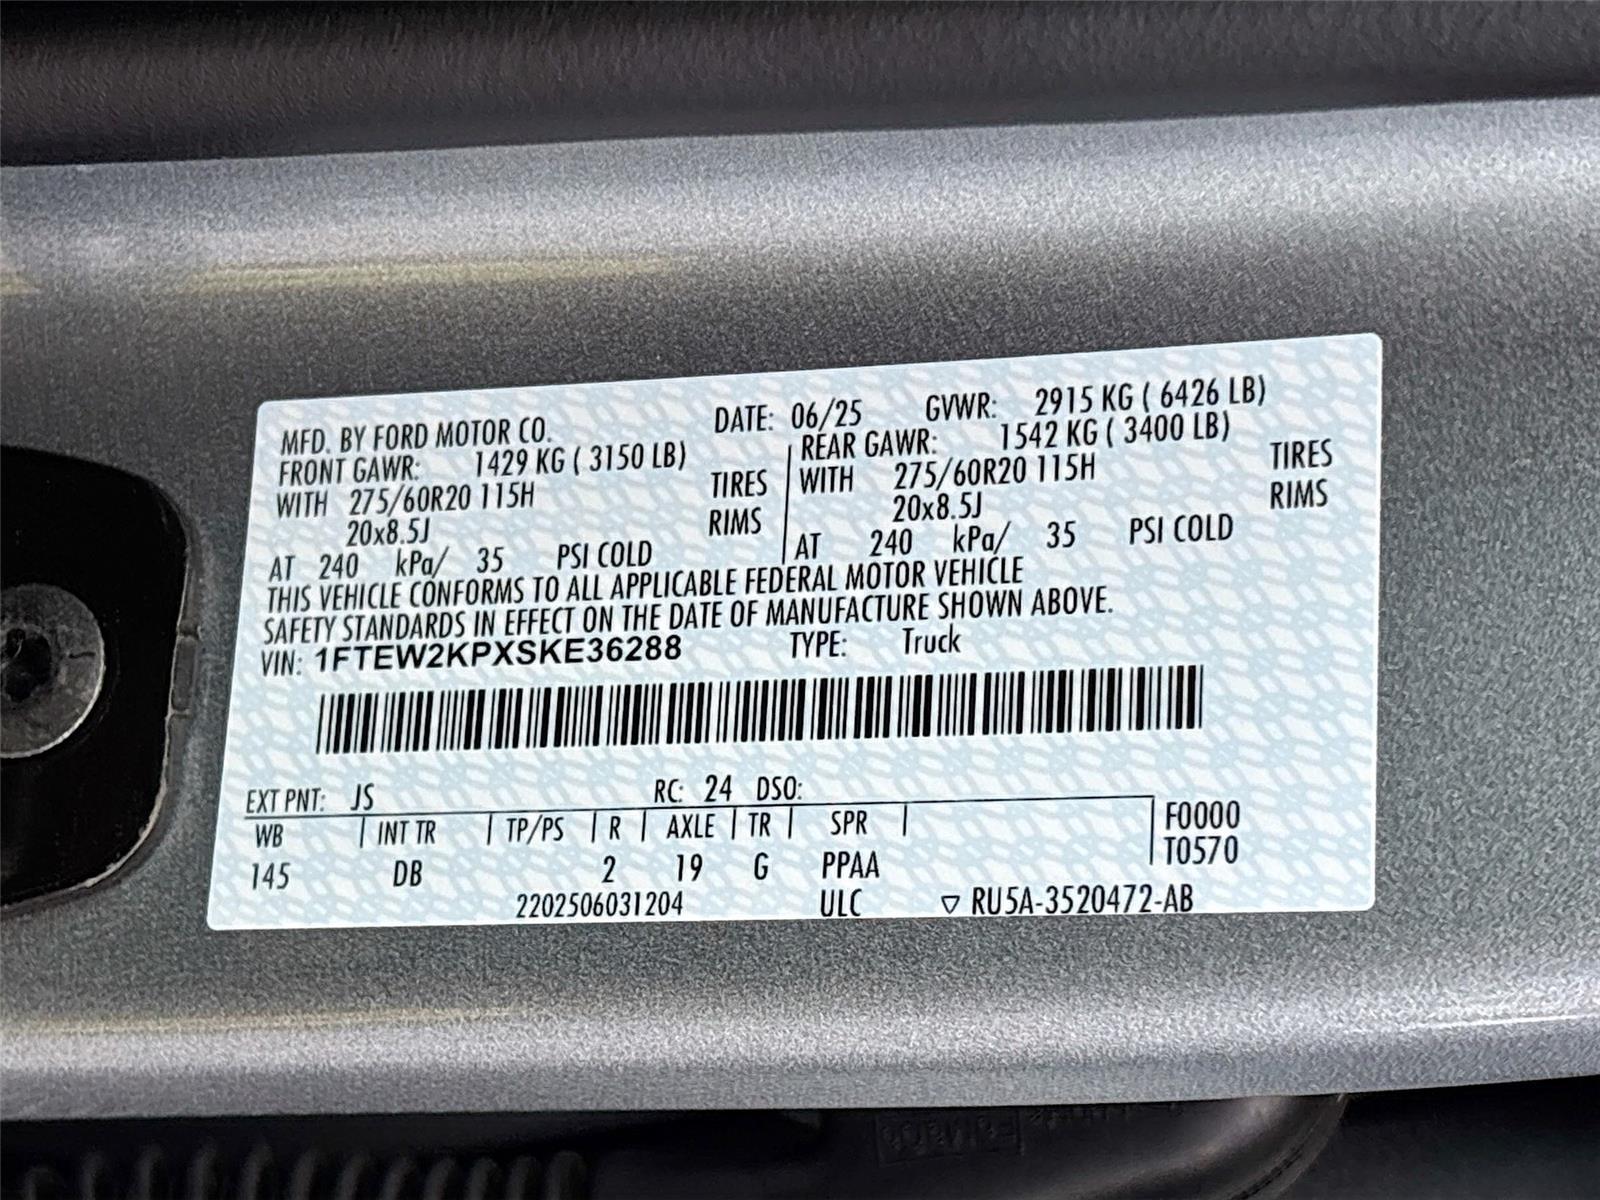 MFD. BY FORD MOTOR CO. DATE: 06/25 GVWR: 2915 KG ( 6426 LB)
FRONT GAWR: 1429 KG ( 3150 LB) REAR GAWR: 1542 KG ( 3400 LB)
WITH 275/60R20 115H TIRES WITH 275/60R20 115H TIRES
20x8.5J RIMS 20x8.5J RIMS
AT 240 kPa/ 35 PSI COLD AT 240 kPa/ 35 PSI COLD
THIS VEHICLE CONFORMS TO ALL APPLICABLE FEDERAL MOTOR VEHICLE
SAFETY STANDARDS IN EFFECT ON THE DATE OF MANUFACTURE SHOWN ABOVE.
VIN: 1FTEW2KPXSKE36288 TYPE: Truck
EXT PNT: JS RC: 24 DSO:
WB INT TR TP/PS R AXLE TR SPR F0000
145 DB 2 19 G PPAA T0570
2202506031204 ULC ▽ RU5A-3520472-AB